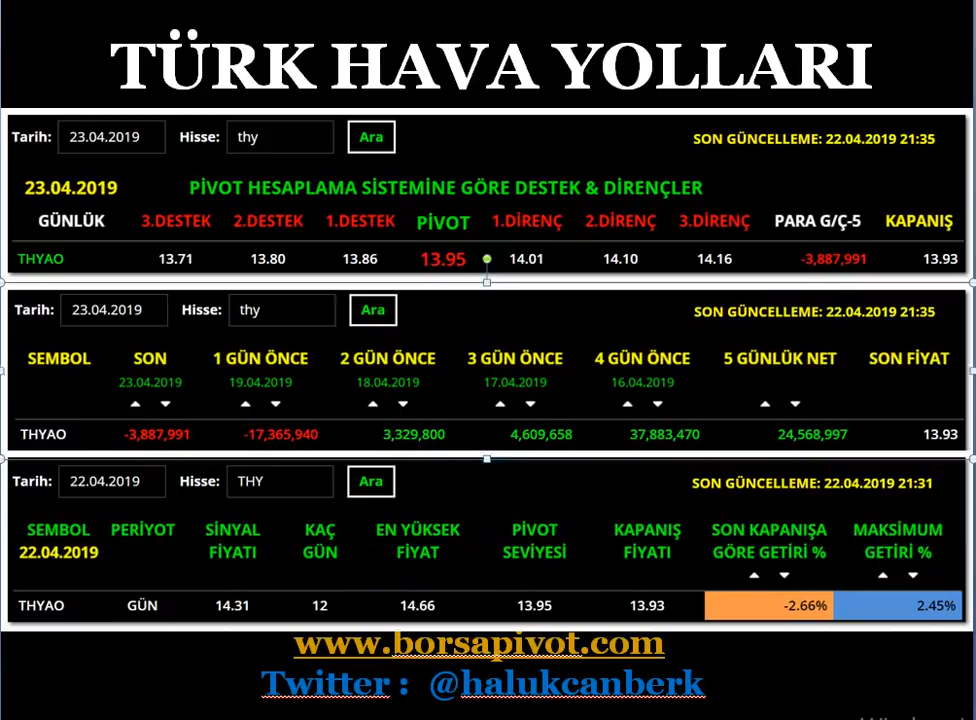 TÜRK HAVA YOLLARI
Tarih: 23.04.2019 Hisse: thy Ara SON GÜNCELLEME: 22.04.2019 21:35
23.04.2019 PİVOT HESAPLAMA SİSTEMİNE GÖRE DESTEK & DİRENÇLER
GÜNLÜK 3.DESTEK 2.DESTEK 1.DESTEK PİVOT 1.DİRENÇ 2.DİRENÇ 3.DİRENÇ PARA G/Ç-5 KAPANIŞ
THYAO 13.71 13.80 13.86 13.95 14.01 14.10 14.16 -3,887,991 13.93
Tarih: 23.04.2019 Hisse: thy Ara SON GÜNCELLEME: 22.04.2019 21:35
SEMBOL SON 1 GÜN ÖNCE 2 GÜN ÖNCE 3 GÜN ÖNCE 4 GÜN ÖNCE 5 GÜNLÜK NET SON FİYAT
23.04.2019 19.04.2019 18.04.2019 17.04.2019 16.04.2019
THYAO -3,887,991 -17,365,940 3,329,800 4,609,658 37,883,470 24,568,997 13.93
Tarih: 22.04.2019 Hisse: THY Ara SON GÜNCELLEME: 22.04.2019 21:31
SEMBOL PERİYOT SİNYAL KAÇ EN YÜKSEK PİVOT KAPANIŞ SON KAPANIŞA MAKSİMUM
22.04.2019 FİYATI GÜN FİYAT SEVİYESİ FİYATI GÖRE GETİRİ % GETİRİ %
THYAO GÜN 14.31 12 14.66 13.95 13.93 -2.66% 2.45%
www.borsapivot.com
Twitter : @halukcanberk